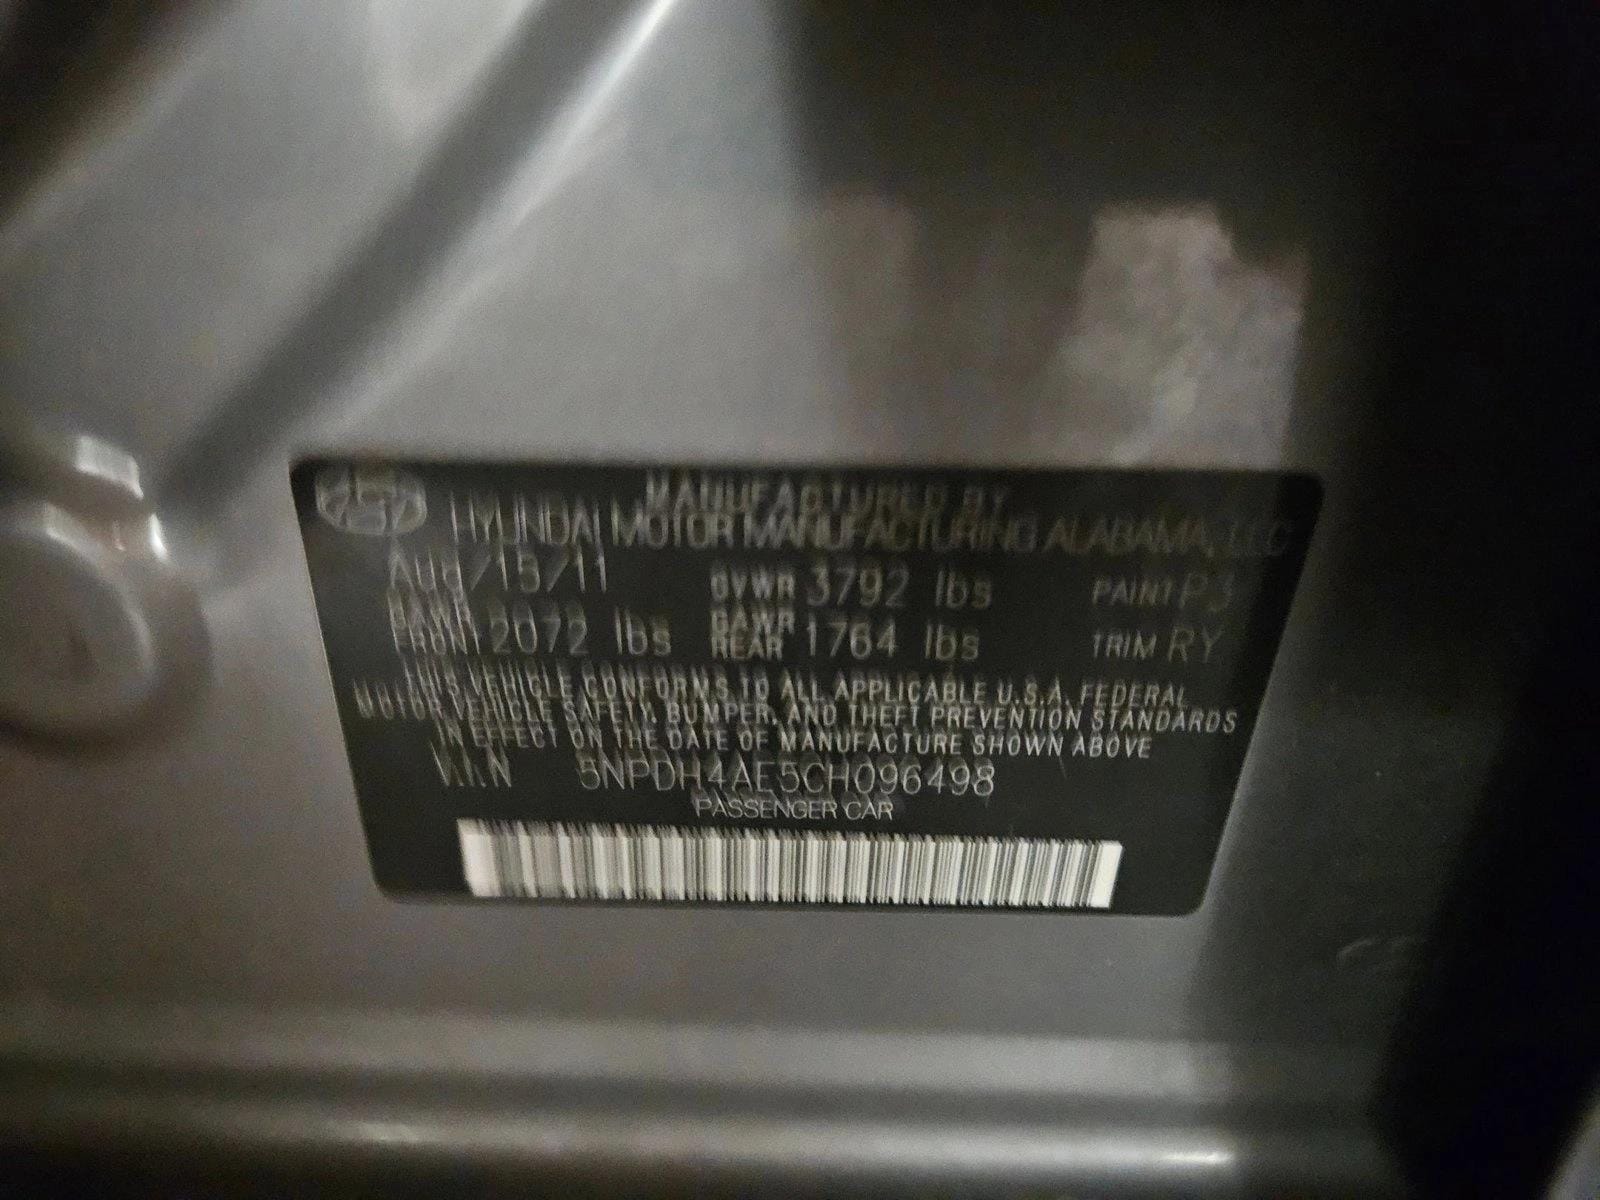 MANUFACTURED BY
HYUNDAI MOTOR MANUFACTURING ALABAMA, LLC
Aug/15/11 GVWR 3792 lbs PAINT P3
GAWR FRONT 2072 lbs GAWR REAR 1764 lbs TRIM RY
THIS VEHICLE CONFORMS TO ALL APPLICABLE U.S.A. FEDERAL
MOTOR VEHICLE SAFETY, BUMPER, AND THEFT PREVENTION STANDARDS
IN EFFECT ON THE DATE OF MANUFACTURE SHOWN ABOVE
V.I.N 5NPDH4AE5CH096498
PASSENGER CAR